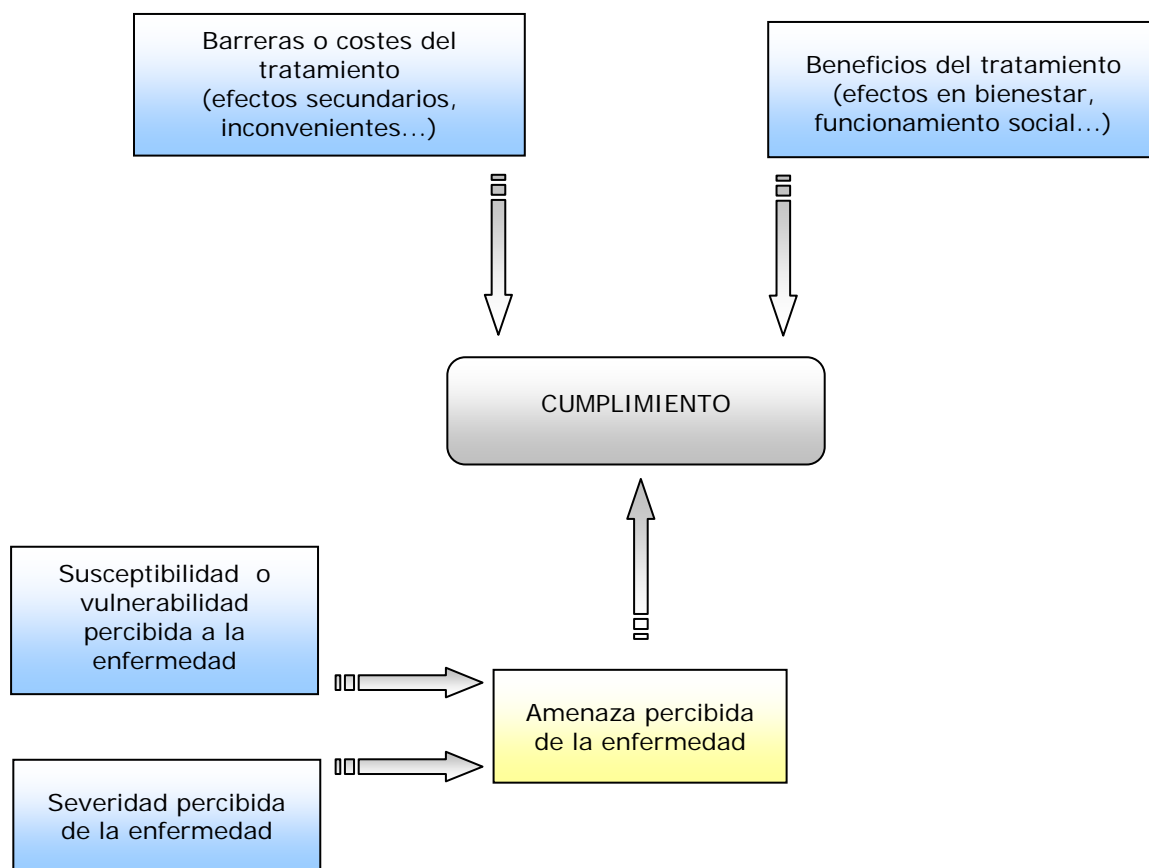 Barreras o costes del
tratamiento
(efectos secundarios,
inconvenientes...)
Beneficios del tratamiento
(efectos en bienestar,
funcionamiento social...)
CUMPLIMIENTO
Susceptibilidad o
vulnerabilidad
percibida a la
enfermedad
Amenaza percibida
de la enfermedad
Severidad percibida
de la enfermedad